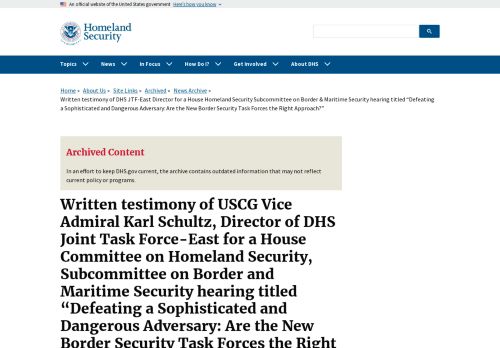 An official website of the United States government Here's how you know
Homeland
Security
Topics News In Focus How Do I? Get Involved About DHS
Home » About Us » Site Links » Archived » News Archive »
Written testimony of DHS JTF-East Director for a House Homeland Security Subcommittee on Border & Maritime Security hearing titled “Defeating
a Sophisticated and Dangerous Adversary: Are the New Border Security Task Forces the Right Approach?”
Archived Content
In an effort to keep DHS.gov current, the archive contains outdated information that may not reflect
current policy or programs.
Written testimony of USCG Vice
Admiral Karl Schultz, Director of DHS
Joint Task Force-East for a House
Committee on Homeland Security,
Subcommittee on Border and
Maritime Security hearing titled
“Defeating a Sophisticated and
Dangerous Adversary: Are the New
Border Security Task Forces the Right